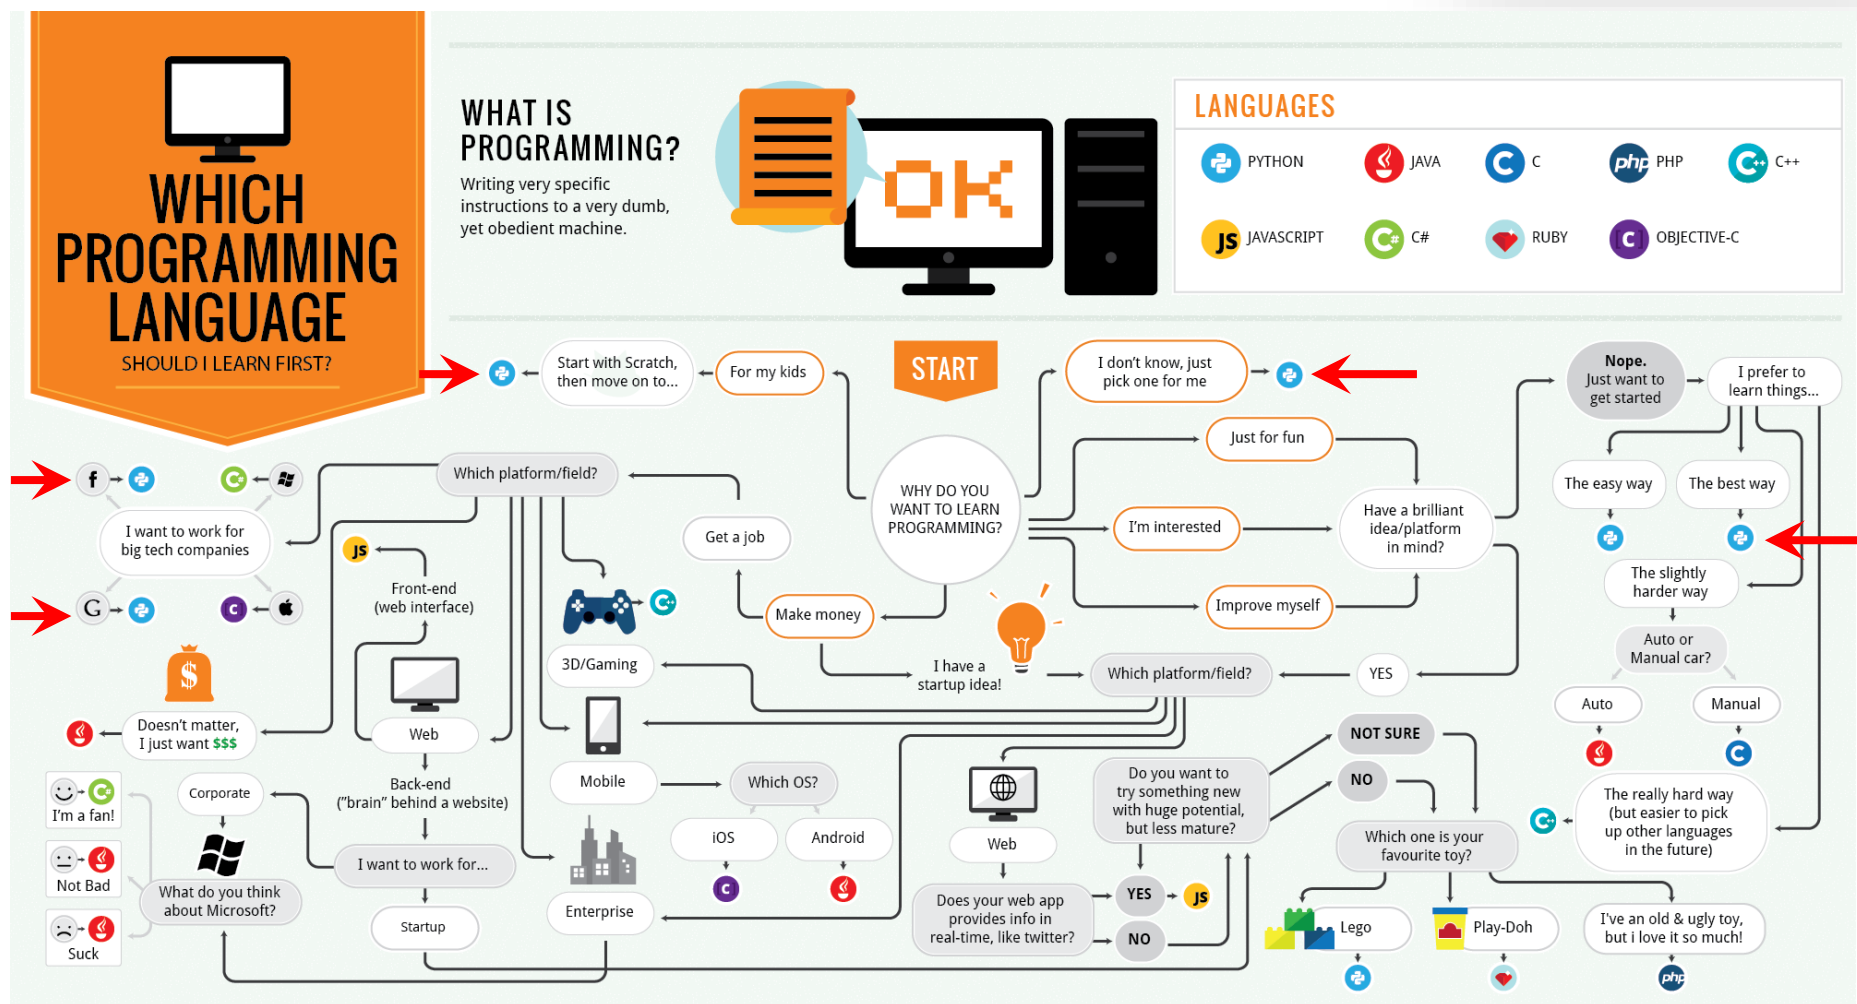 WHICH
PROGRAMMING
LANGUAGE
SHOULD I LEARN FIRST?
WHAT IS
PROGRAMMING?
Writing very specific
instructions to a very dumb,
yet obedient machine.
OK
LANGUAGES
PYTHON
JAVA
C
C
php
PHP
C++
C++
JS
JAVASCRIPT
C#
C#
RUBY
[C]
OBJECTIVE-C
START
Start with Scratch,
then move on to...
For my kids
I don't know, just
pick one for me
Nope.
Just want to
get started
I prefer to
learn things...
Just for fun
Which platform/field?
WHY DO YOU
WANT TO LEARN
PROGRAMMING?
The easy way
The best way
f
C#
I want to work for
big tech companies
G
[C]
JS
Front-end
(web interface)
Get a job
I'm interested
Have a brilliant
idea/platform
in mind?
C++
Make money
Improve myself
The slightly
harder way
Auto or
Manual car?
$
3D/Gaming
I have a
startup idea!
Which platform/field?
YES
Auto
Manual
C
Doesn't matter,
I just want $$$
Web
Back-end
("brain" behind a website)
Mobile
Which OS?
iOS
Android
[C]
NOT SURE
NO
Do you want to
try something new
with huge potential,
but less mature?
The really hard way
(but easier to pick
up other languages
in the future)
C++
C#
I'm a fan!
Not Bad
Suck
Corporate
What do you think
about Microsoft?
I want to work for...
Startup
Enterprise
Web
Does your web app
provides info in
real-time, like twitter?
YES
JS
NO
Which one is your
favourite toy?
Lego
Play-Doh
I've an old & ugly toy,
but i love it so much!
php